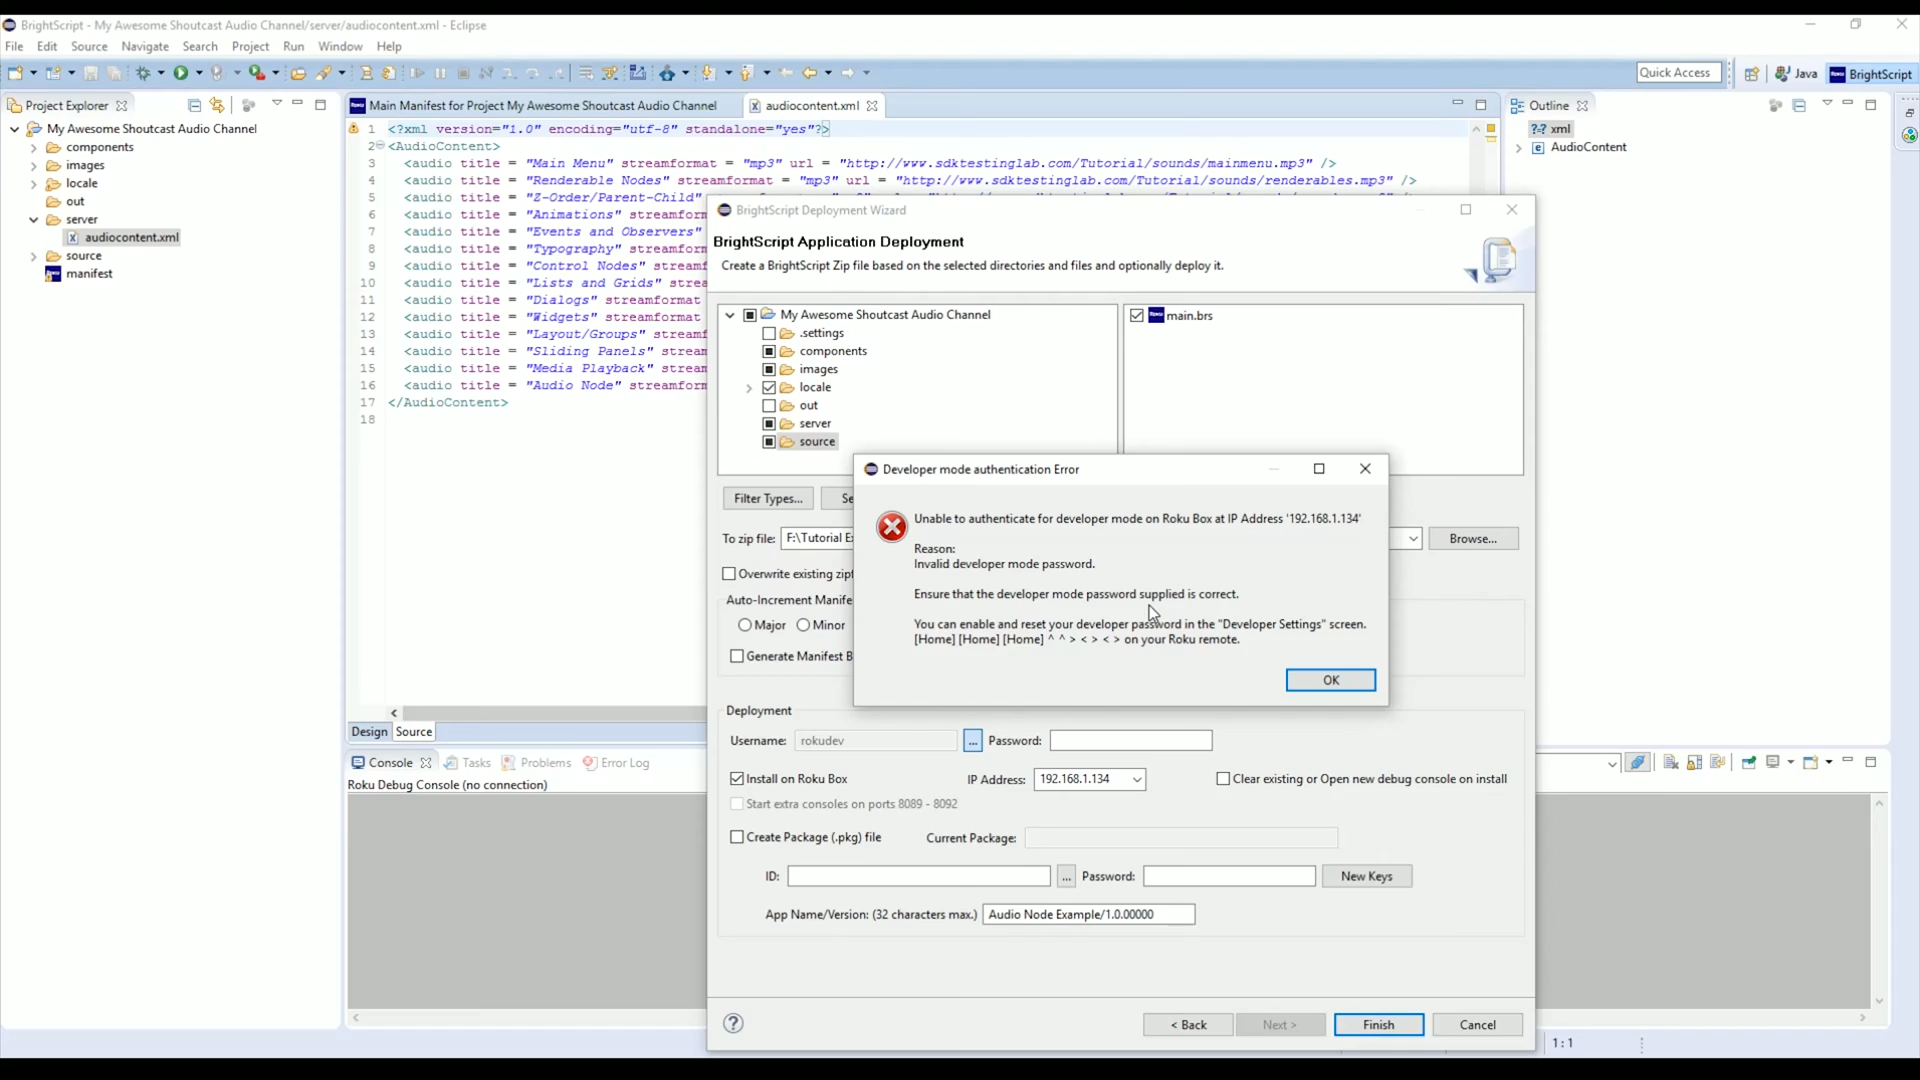 BrightScript - My Awesome Shoutcast Audio Channel/server/audiocontent.xml - Eclipse
File Edit Source Navigate Search Project Run Window Help
Quick Access
Java
BrightScript
Project Explorer
Main Manifest for Project My Awesome Shoutcast Audio Channel
audiocontent.xml
Outline
My Awesome Shoutcast Audio Channel
components
images
locale
out
server
audiocontent.xml
source
manifest
1 <?xml version="1.0" encoding="utf-8" standalone="yes"?>
2 <AudioContent>
3 <audio title = "Main Menu" streamformat = "mp3" url = "http://www.sdktestinglab.com/Tutorial/sounds/mainmenu.mp3" />
4 <audio title = "Renderable Nodes" streamformat = "mp3" url = "http://www.sdktestinglab.com/Tutorial/sounds/renderables.mp3" />
5 <audio title = "Z-Order/Parent-Child"
6 <audio title = "Animations" streamform
7 <audio title = "Events and Observers"
8 <audio title = "Typography" streamform
9 <audio title = "Control Nodes" streamf
10 <audio title = "Lists and Grids" strea
11 <audio title = "Dialogs" streamformat
12 <audio title = "Widgets" streamformat
13 <audio title = "Layout/Groups" streamf
14 <audio title = "Sliding Panels" stream
15 <audio title = "Media Playback" stream
16 <audio title = "Audio Node" streamform
17 </AudioContent>
18
?=? xml
AudioContent
BrightScript Deployment Wizard
BrightScript Application Deployment
Create a BrightScript Zip file based on the selected directories and files and optionally deploy it.
My Awesome Shoutcast Audio Channel
.settings
components
images
locale
out
server
source
main.brs
Filter Types...
Se
To zip file: F:\Tutorial Ex
Browse...
Overwrite existing zipf
Auto-Increment Manife
Major Minor
Generate Manifest B
Developer mode authentication Error
Unable to authenticate for developer mode on Roku Box at IP Address '192.168.1.134'
Reason:
Invalid developer mode password.
Ensure that the developer mode password supplied is correct.
You can enable and reset your developer password in the "Developer Settings" screen.
[Home] [Home] [Home] ^ ^ > < > < > on your Roku remote.
OK
Deployment
Username: rokudev ... Password:
Install on Roku Box IP Address: 192.168.1.134 Clear existing or Open new debug console on install
Start extra consoles on ports 8089 - 8092
Create Package (.pkg) file Current Package:
ID: ... Password: New Keys
App Name/Version: (32 characters max.) Audio Node Example/1.0.00000
< Back Next > Finish Cancel
Design Source
Console Tasks Problems Error Log
Roku Debug Console (no connection)
1 : 1